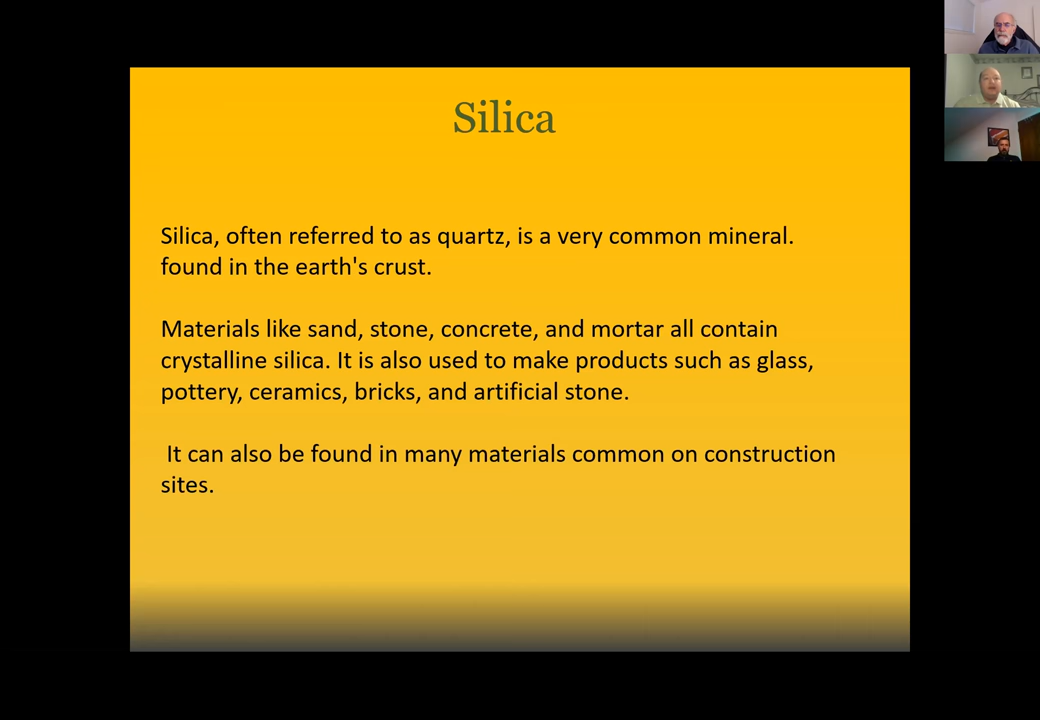 Silica
Silica, often referred to as quartz, is a very common mineral.
found in the earth's crust.
Materials like sand, stone, concrete, and mortar all contain
crystalline silica. It is also used to make products such as glass,
pottery, ceramics, bricks, and artificial stone.
It can also be found in many materials common on construction
sites.